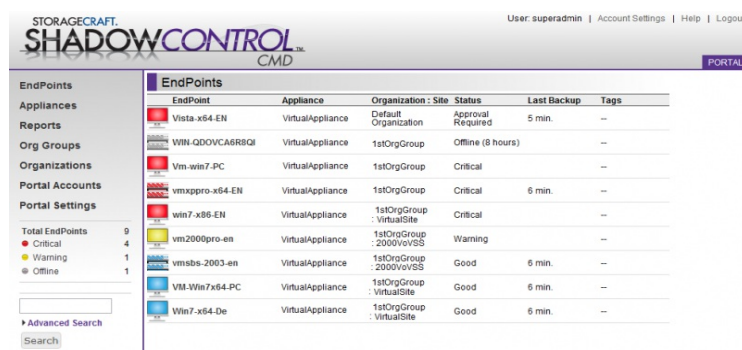 STORAGECRAFT.
SHADOWCONTROL™
CMD
User: superadmin | Account Settings | Help | Logou
PORTAL
EndPoints
Appliances
Reports
Org Groups
Organizations
Portal Accounts
Portal Settings
Total EndPoints 9
Critical 4
Warning 1
Offline 1
Advanced Search
Search
EndPoints
EndPoint Appliance Organization : Site Status Last Backup Tags
Vista-x64-EN VirtualAppliance Default Organization Approval Required 5 min. --
WIN-QDOVCA6R8QI VirtualAppliance 1stOrgGroup Offline (8 hours) --
Vm-win7-PC VirtualAppliance 1stOrgGroup Critical --
vmxppro-x64-EN VirtualAppliance 1stOrgGroup Critical 6 min. --
win7-x86-EN VirtualAppliance 1stOrgGroup : VirtualSite Critical --
vm2000pro-en VirtualAppliance 1stOrgGroup : 2000VoVSS Warning --
vmsbs-2003-en VirtualAppliance 1stOrgGroup : 2000VoVSS Good 6 min. --
VM-Win7x64-PC VirtualAppliance 1stOrgGroup : VirtualSite Good 6 min. --
Win7-x64-De VirtualAppliance 1stOrgGroup : VirtualSite Good 6 min. --